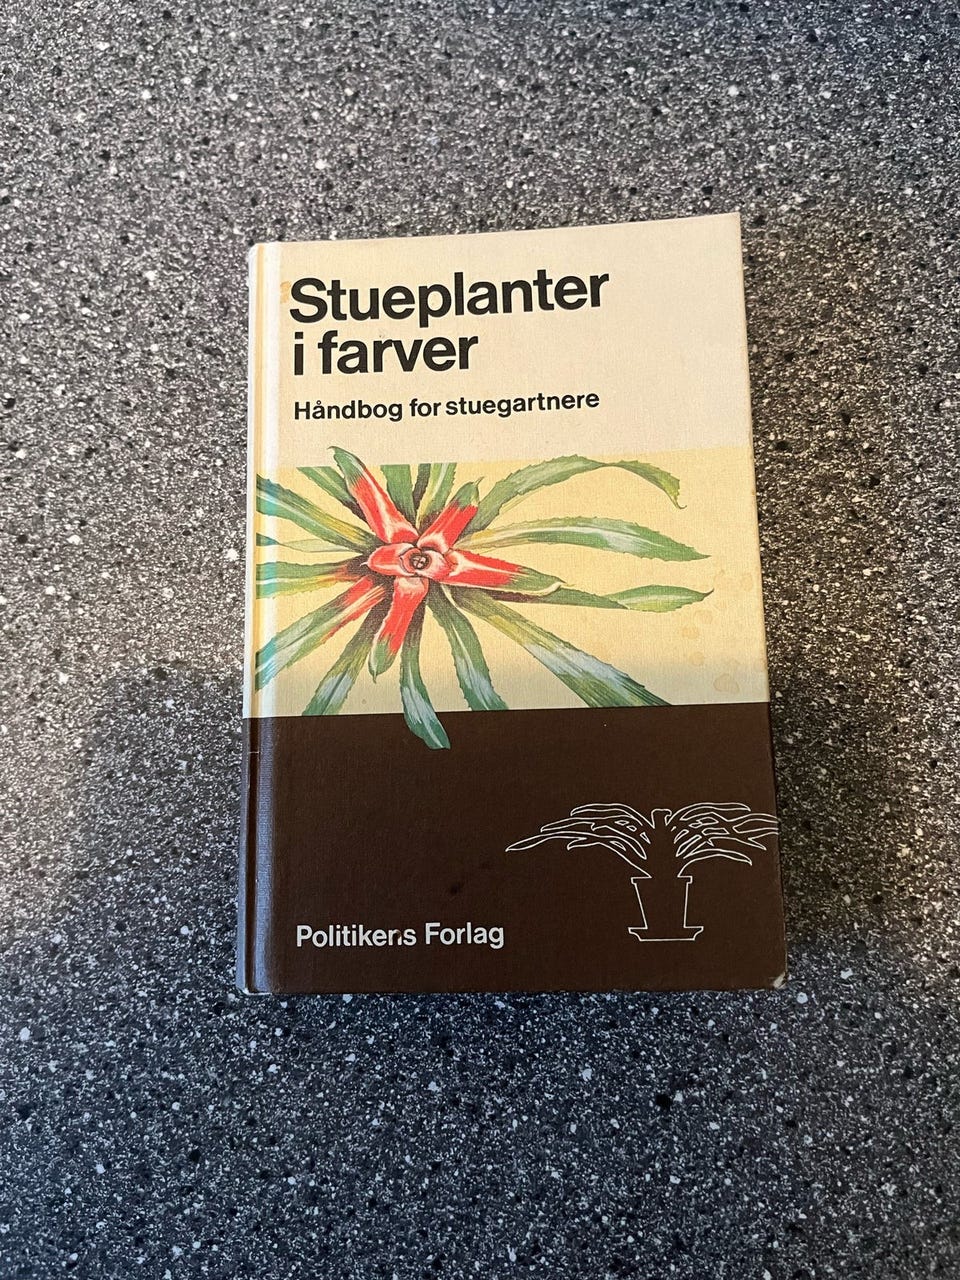 Stueplanter
i farver
Håndbog for stuegartnere
Politikens Forlag